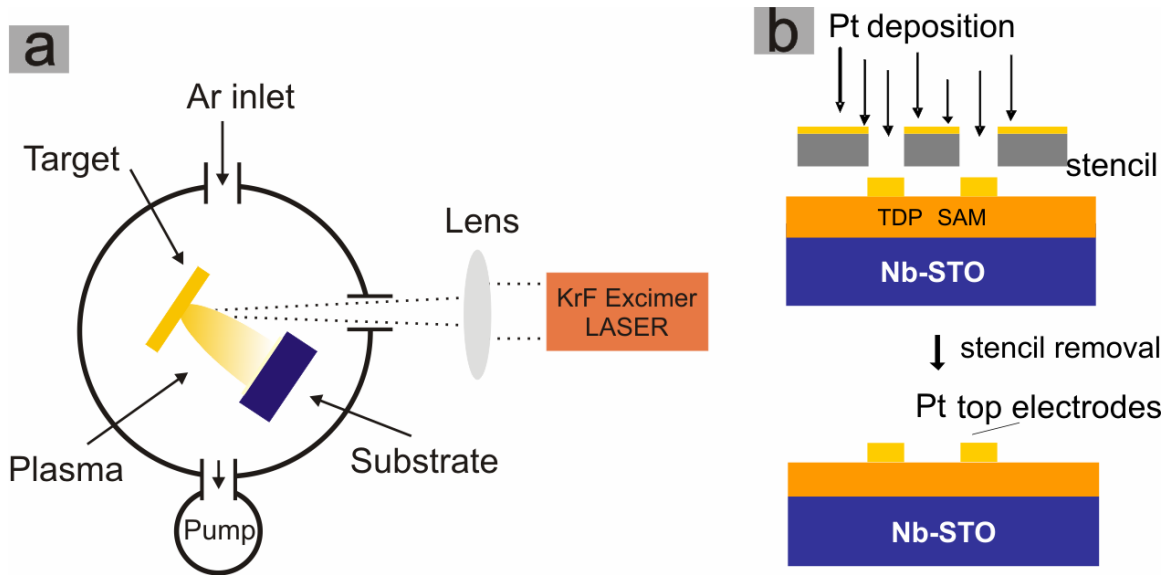 a
Ar inlet
Target
Lens
KrF Excimer
LASER
Plasma
Substrate
Pump
b
Pt deposition
stencil
TDP SAM
Nb-STO
stencil removal
Pt top electrodes
Nb-STO